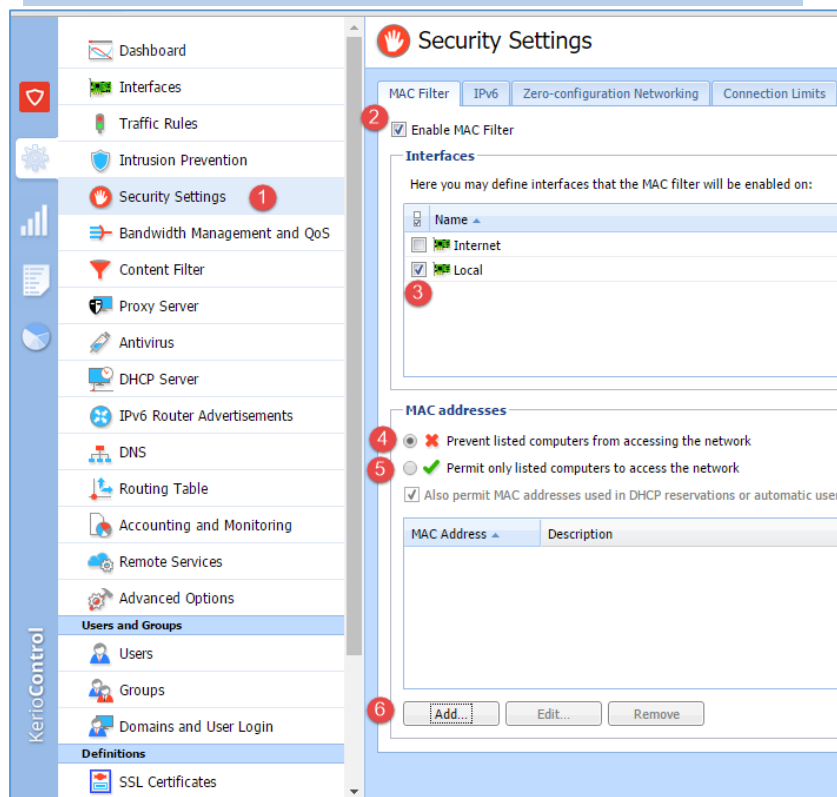 Dashboard
Interfaces
Traffic Rules
Intrusion Prevention
Security Settings 1
Bandwidth Management and QoS
Content Filter
Proxy Server
Antivirus
DHCP Server
IPv6 Router Advertisements
DNS
Routing Table
Accounting and Monitoring
Remote Services
Advanced Options
Users and Groups
Users
Groups
Domains and User Login
Definitions
SSL Certificates
KerioControl
Security Settings
MAC Filter IPv6 Zero-configuration Networking Connection Limits
2 Enable MAC Filter
Interfaces
Here you may define interfaces that the MAC filter will be enabled on:
Name
Internet
Local
3
MAC addresses
4 Prevent listed computers from accessing the network
5 Permit only listed computers to access the network
Also permit MAC addresses used in DHCP reservations or automatic user
MAC Address Description
6 Add... Edit... Remove